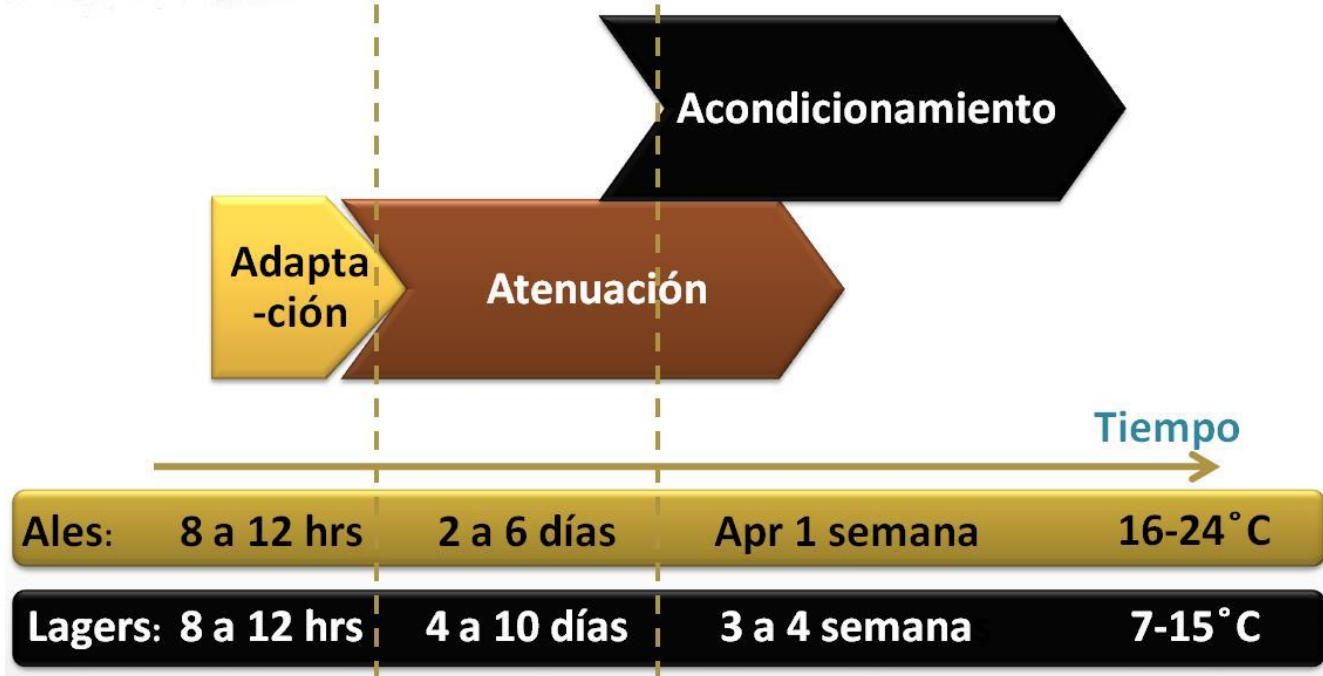 Acondicionamiento
Adapta
-ción
Atenuación
Tiempo
Ales: 8 a 12 hrs 2 a 6 días Apr 1 semana 16-24°C
Lagers: 8 a 12 hrs 4 a 10 días 3 a 4 semanas 7-15°C